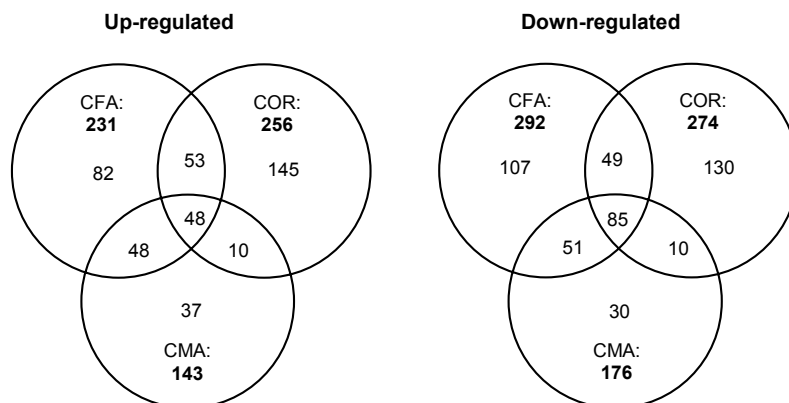 Up-regulated
CFA:
231
COR:
256
82
53
145
48
48
10
37
CMA:
143
Down-regulated
CFA:
292
COR:
274
107
49
130
85
51
10
30
CMA:
176